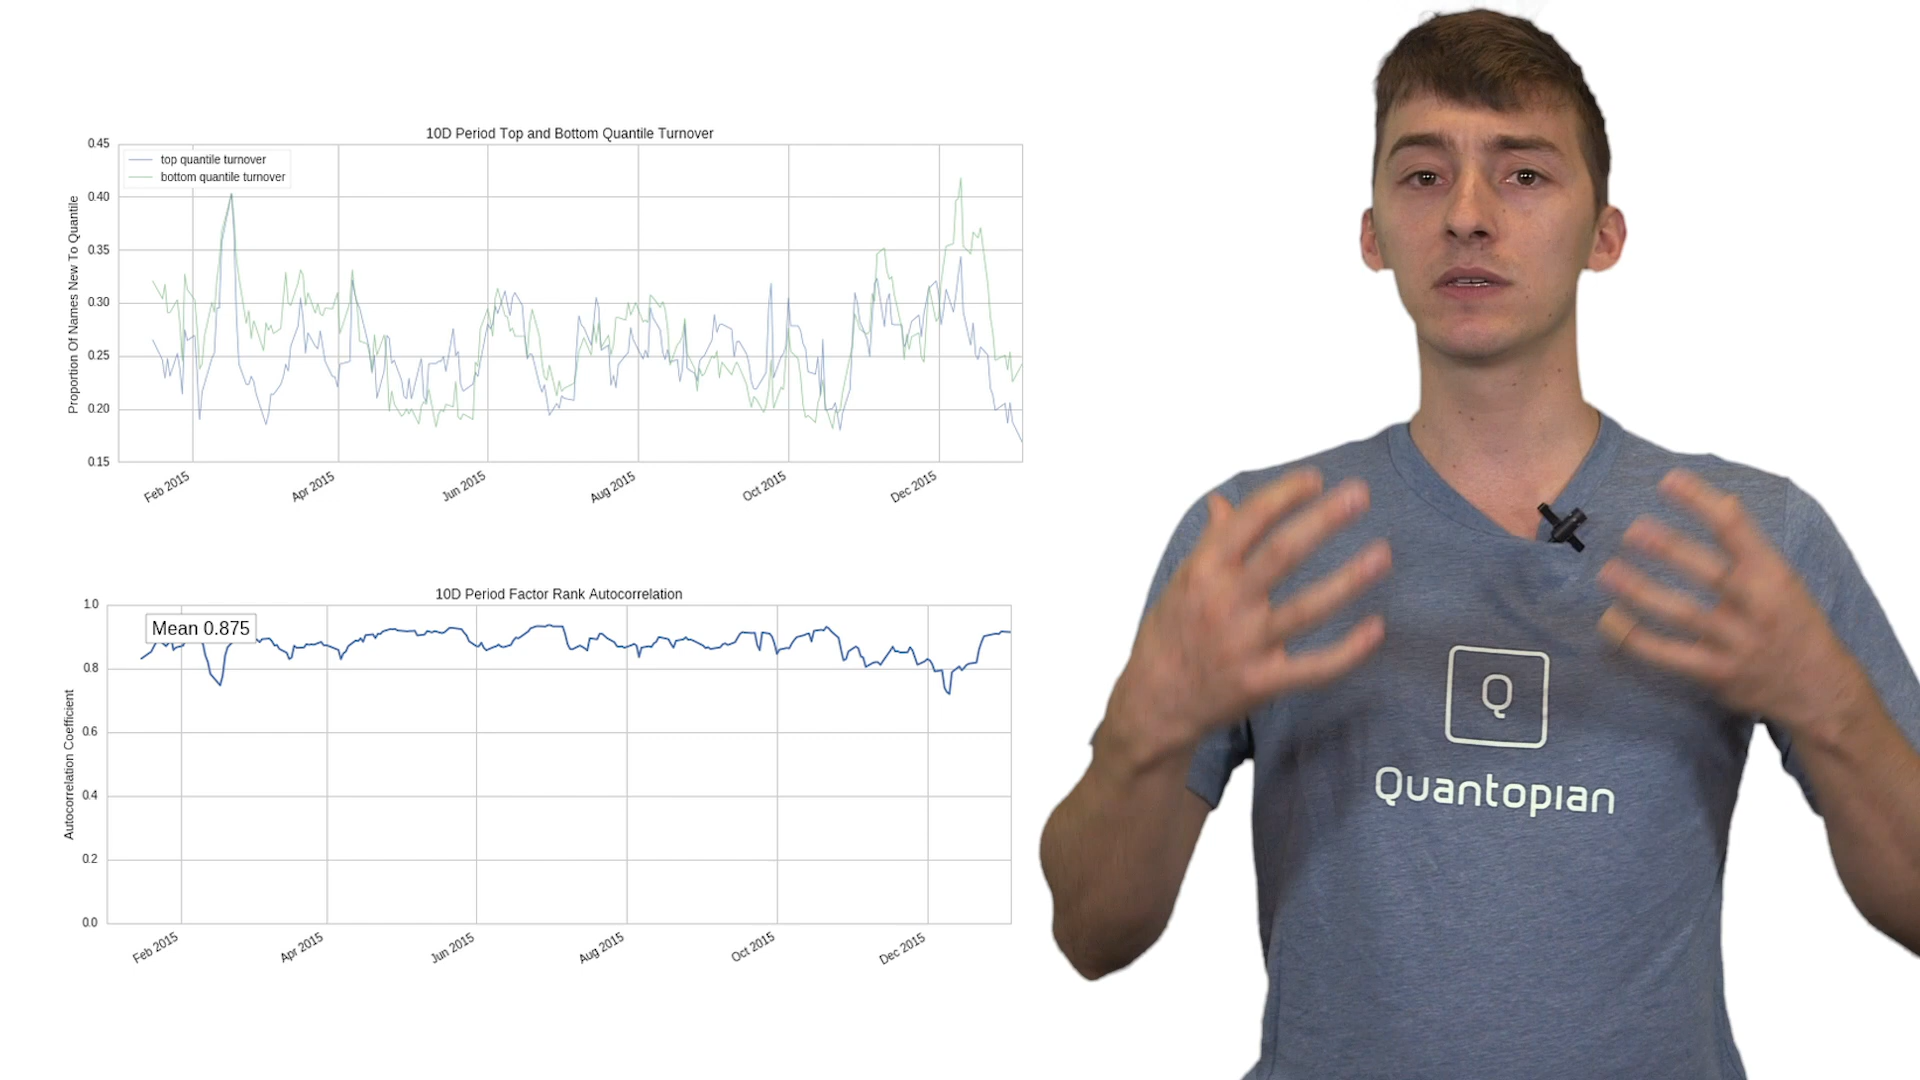 10D Period Top and Bottom Quantile Turnover
0.45
top quantile turnover
bottom quantile turnover
0.40
0.35
0.30
0.25
0.20
0.15
Proportion Of Names New To Quantile
Feb 2015
Apr 2015
Jun 2015
Aug 2015
Oct 2015
Dec 2015
10D Period Factor Rank Autocorrelation
1.0
Mean 0.875
0.8
0.6
0.4
0.2
0.0
Autocorrelation Coefficient
Feb 2015
Apr 2015
Jun 2015
Aug 2015
Oct 2015
Dec 2015
Q
Quantopian